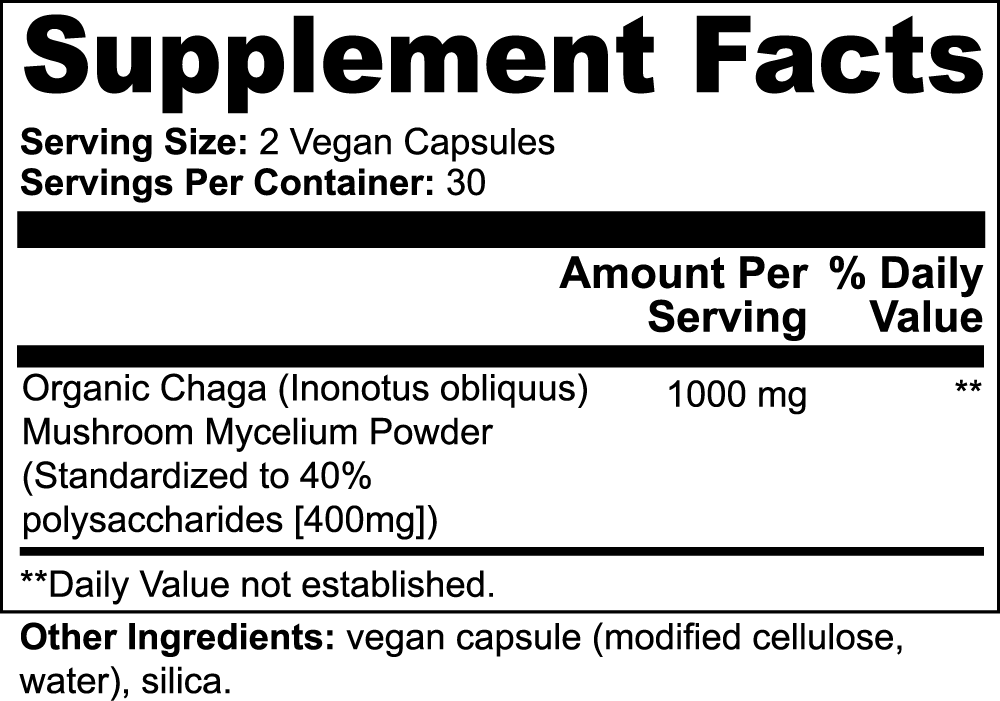 Supplement Facts
Serving Size: 2 Vegan Capsules
Servings Per Container: 30
Amount Per % Daily
Serving Value
Organic Chaga (Inonotus obliquus) 1000 mg **
Mushroom Mycelium Powder
(Standardized to 40%
polysaccharides [400mg])
**Daily Value not established.
Other Ingredients: vegan capsule (modified cellulose,
water), silica.